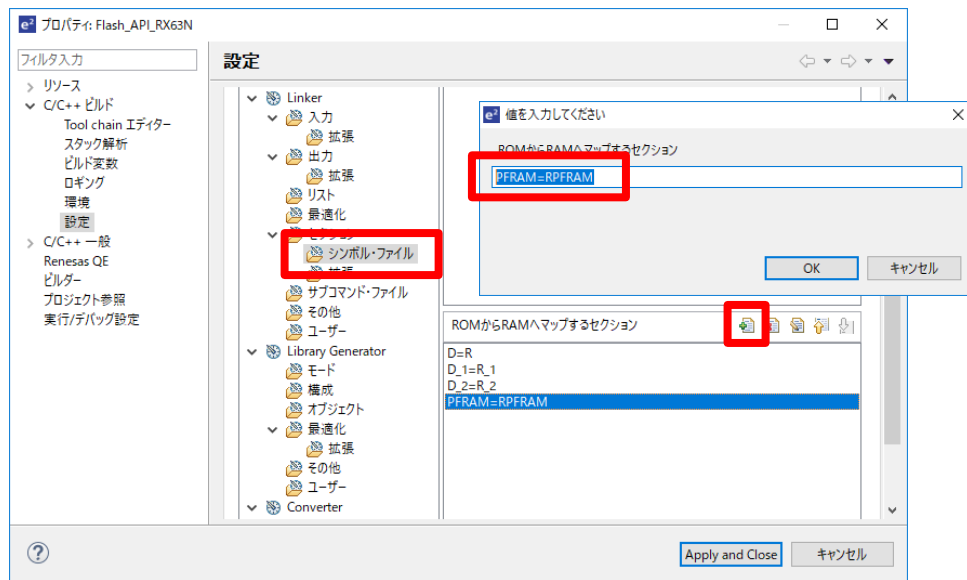 e² プロパティ: Flash_API_RX63N
フィルタ入力
リソース
C/C++ ビルド
Tool chain エディター
スタック解析
ビルド変数
ロギング
環境
設定
C/C++ 一般
Renesas QE
ビルダー
プロジェクト参照
実行/デバッグ設定
設定
Linker
入力
拡張
出力
拡張
リスト
最適化
セクション
シンボル・ファイル
拡張
サブコマンド・ファイル
その他
ユーザー
Library Generator
モード
構成
オブジェクト
最適化
拡張
その他
ユーザー
Converter
e² 値を入力してください
ROMからRAMへマップするセクション
PFRAM=RPFRAM
OK
キャンセル
ROMからRAMへマップするセクション
D=R
D_1=R_1
D_2=R_2
PFRAM=RPFRAM
Apply and Close
キャンセル